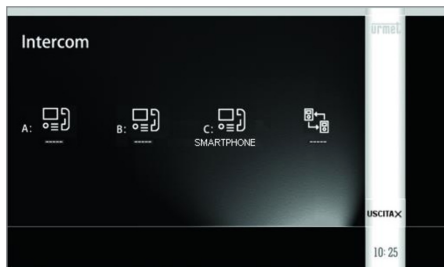 urmet
Intercom
A: B: C:
----- ----- SMARTPHONE -----
USCITA X
10:25